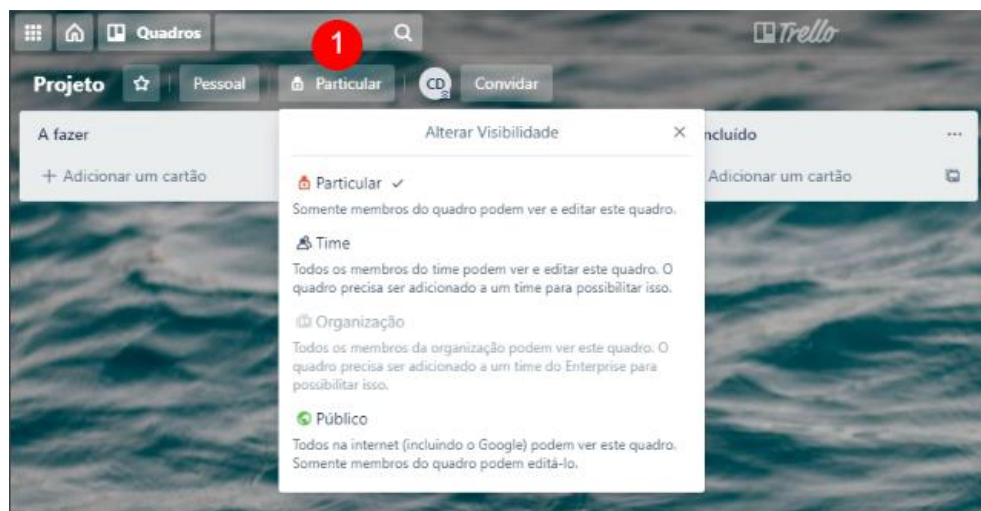 Quadros
1
Trello
Projeto
Pessoal
Particular
CD
Convidar
A fazer
+ Adicionar um cartão
Alterar Visibilidade
Particular
Somente membros do quadro podem ver e editar este quadro.
Time
Todos os membros do time podem ver e editar este quadro. O
quadro precisa ser adicionado a um time para possibilitar isso.
Organização
Todos os membros da organização podem ver este quadro. O
quadro precisa ser adicionado a um time do Enterprise para
possibilitar isso.
Público
Todos na internet (incluindo o Google) podem ver este quadro.
Somente membros do quadro podem editá-lo.
ncluído
Adicionar um cartão